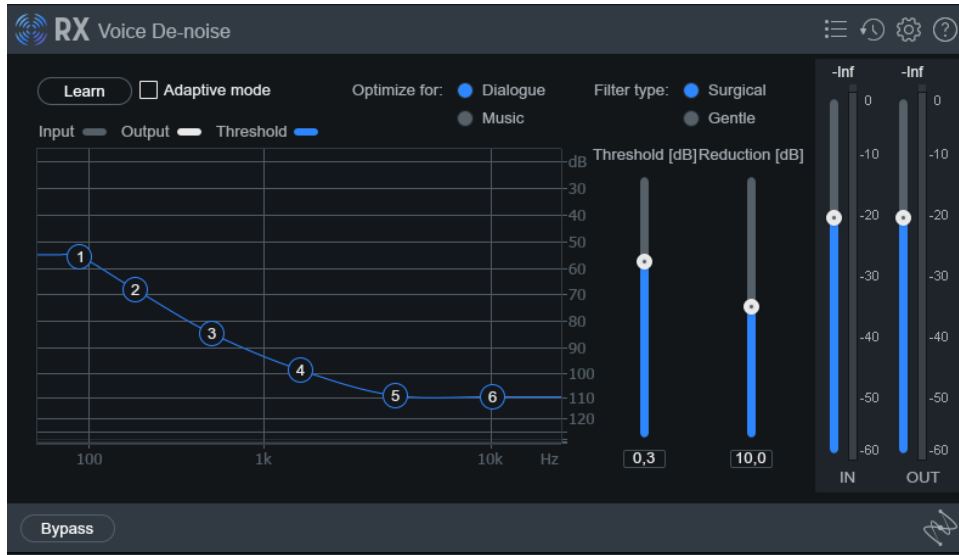 RX Voice De-noise
Learn Adaptive mode Optimize for: Dialogue Filter type: Surgical
Music Gentle
Input Output Threshold
Threshold [dB] Reduction [dB]
dB
30
40
50
60
70
80
90
100
110
120
1
2
3
4
5
6
100 1k 10k Hz
0,3 10,0
-Inf -Inf
0 0
-10 -10
-20 -20
-30 -30
-40 -40
-50 -50
-60 -60
IN OUT
Bypass
?